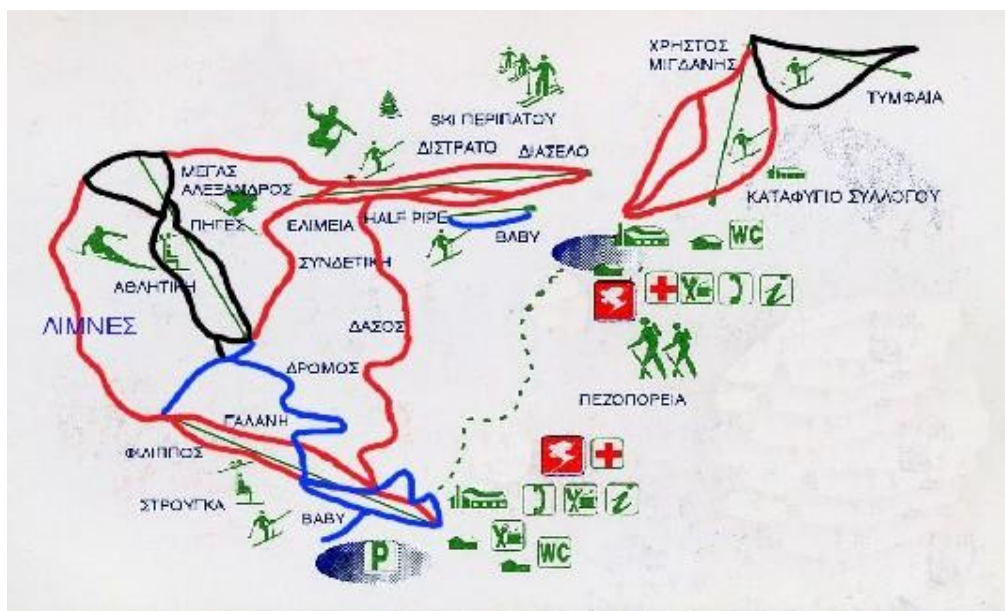 ΧΡΗΣΤΟΣ
ΜΙΓΔΑΝΗΣ
ΤΥΜΦΑΙΑ
SKI ΠΕΡΙΠΑΤΟΥ
ΔΙΣΤΡΑΤΟ
ΔΙΑΣΕΛΟ
ΜΕΓΑΣ
ΑΛΕΞΑΝΔΡΟΣ
ΚΑΤΑΦΥΓΙΟ ΣΥΛΛΟΓΟΥ
ΠΗΓΕΣ
ΕΛΙΜΕΙΑ
HALF PIPE
BABY
WC
ΣΥΝΔΕΤΙΚΗ
ΑΘΛΗΤΙΚΗ
i
ΛΙΜΝΕΣ
ΔΑΣΟΣ
ΔΡΟΜΟΣ
ΠΕΖΟΠΟΡΕΙΑ
ΓΑΛΑΝΗ
ΦΙΛΙΠΠΟΣ
ΣΤΡΟΥΓΚΑ
BABY
i
WC
P